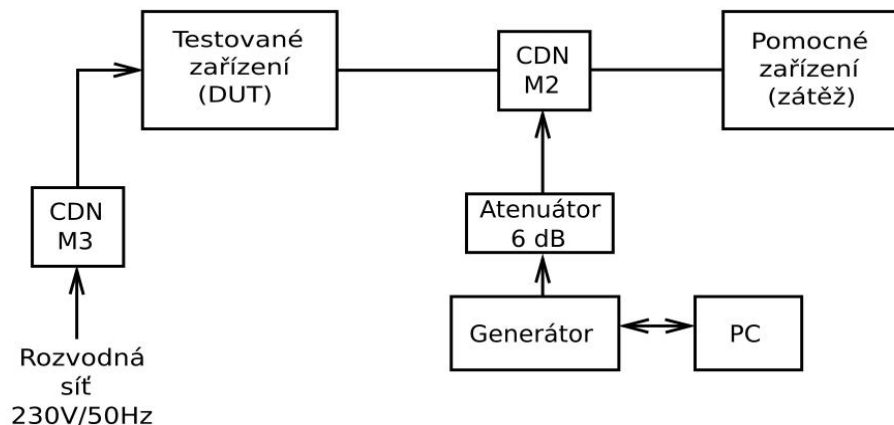 Testované
zařízení
(DUT)
CDN
M2
Pomocné
zařízení
(zátěž)
CDN
M3
Atenuátor
6 dB
Generátor
PC
Rozvodná
síť
230V/50Hz